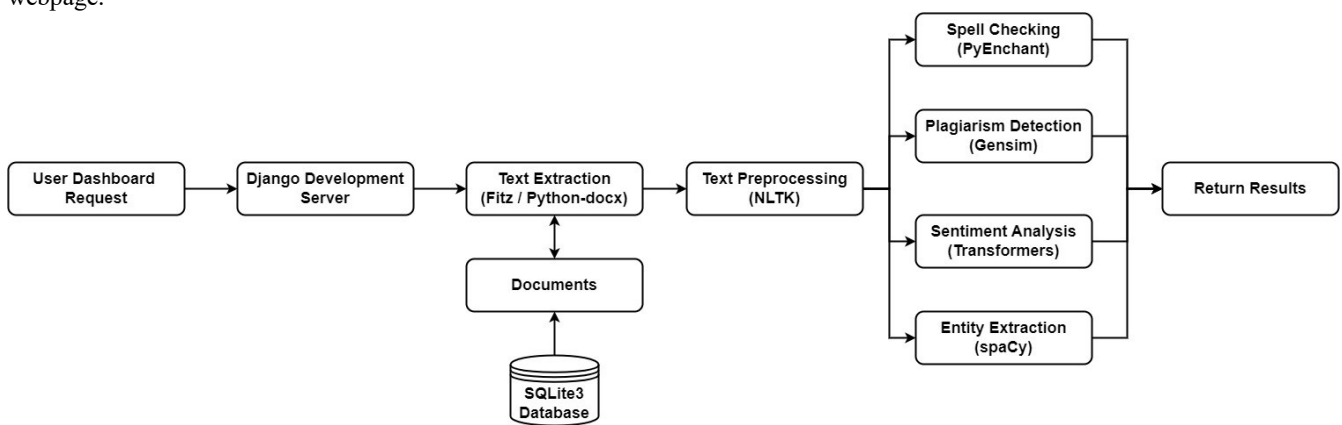 webpage.
Spell Checking
(PyEnchant)
Plagiarism Detection
(Gensim)
User Dashboard
Request
Django Development
Server
Text Extraction
(Fitz / Python-docx)
Text Preprocessing
(NLTK)
Return Results
Sentiment Analysis
(Transformers)
Documents
Entity Extraction
(spaCy)
SQLite3
Database